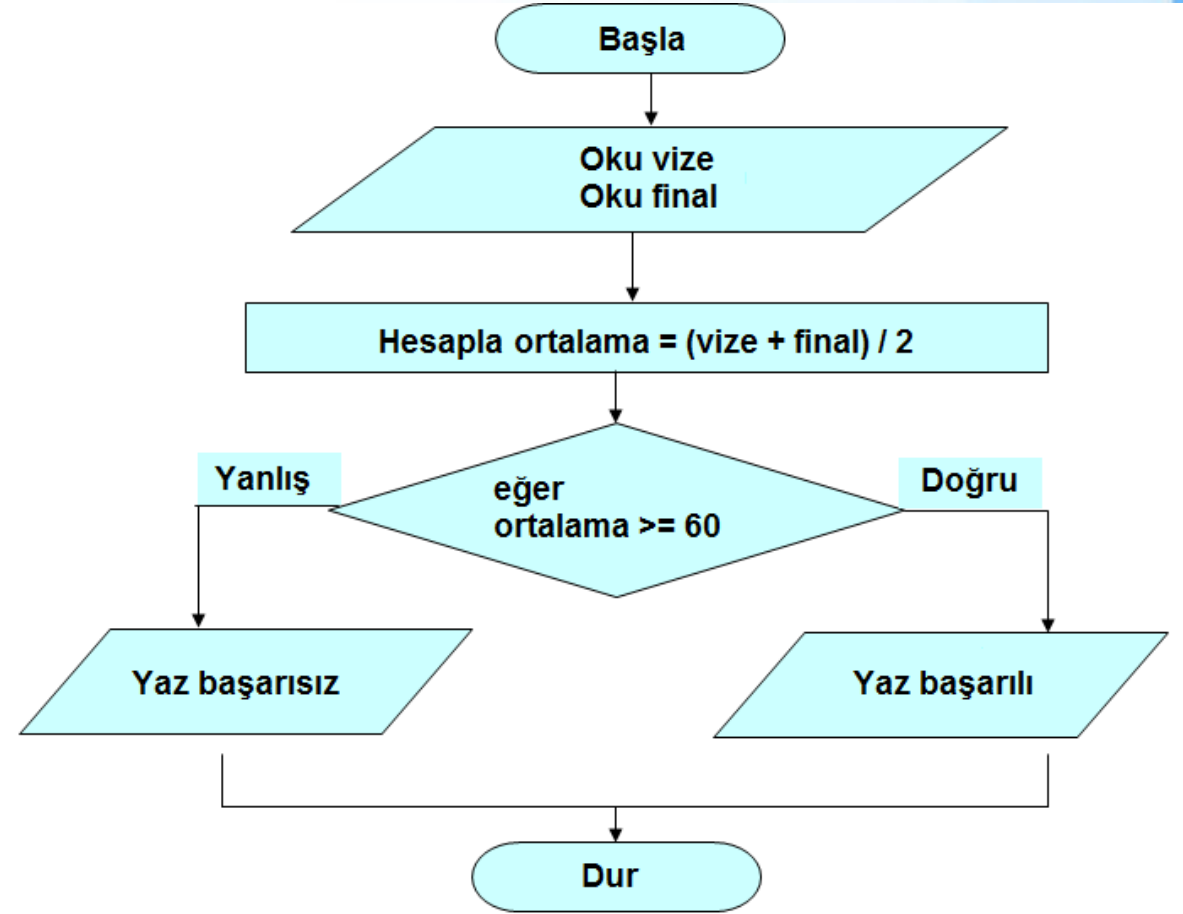 Başla
Oku vize
Oku final
Hesapla ortalama = (vize + final) / 2
Yanlış
eğer
ortalama >= 60
Doğru
Yaz başarısız
Yaz başarılı
Dur